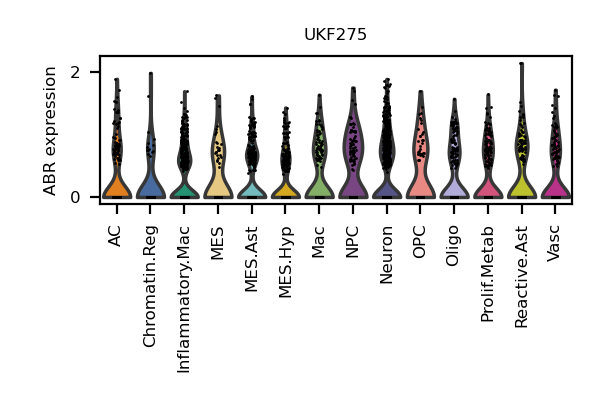 UKF275
ABR expression
2
0
AC
Chromatin.Reg
Inflammatory.Mac
MES
MES.Ast
MES.Hyp
Mac
NPC
Neuron
OPC
Oligo
Prolif.Metab
Reactive.Ast
Vasc